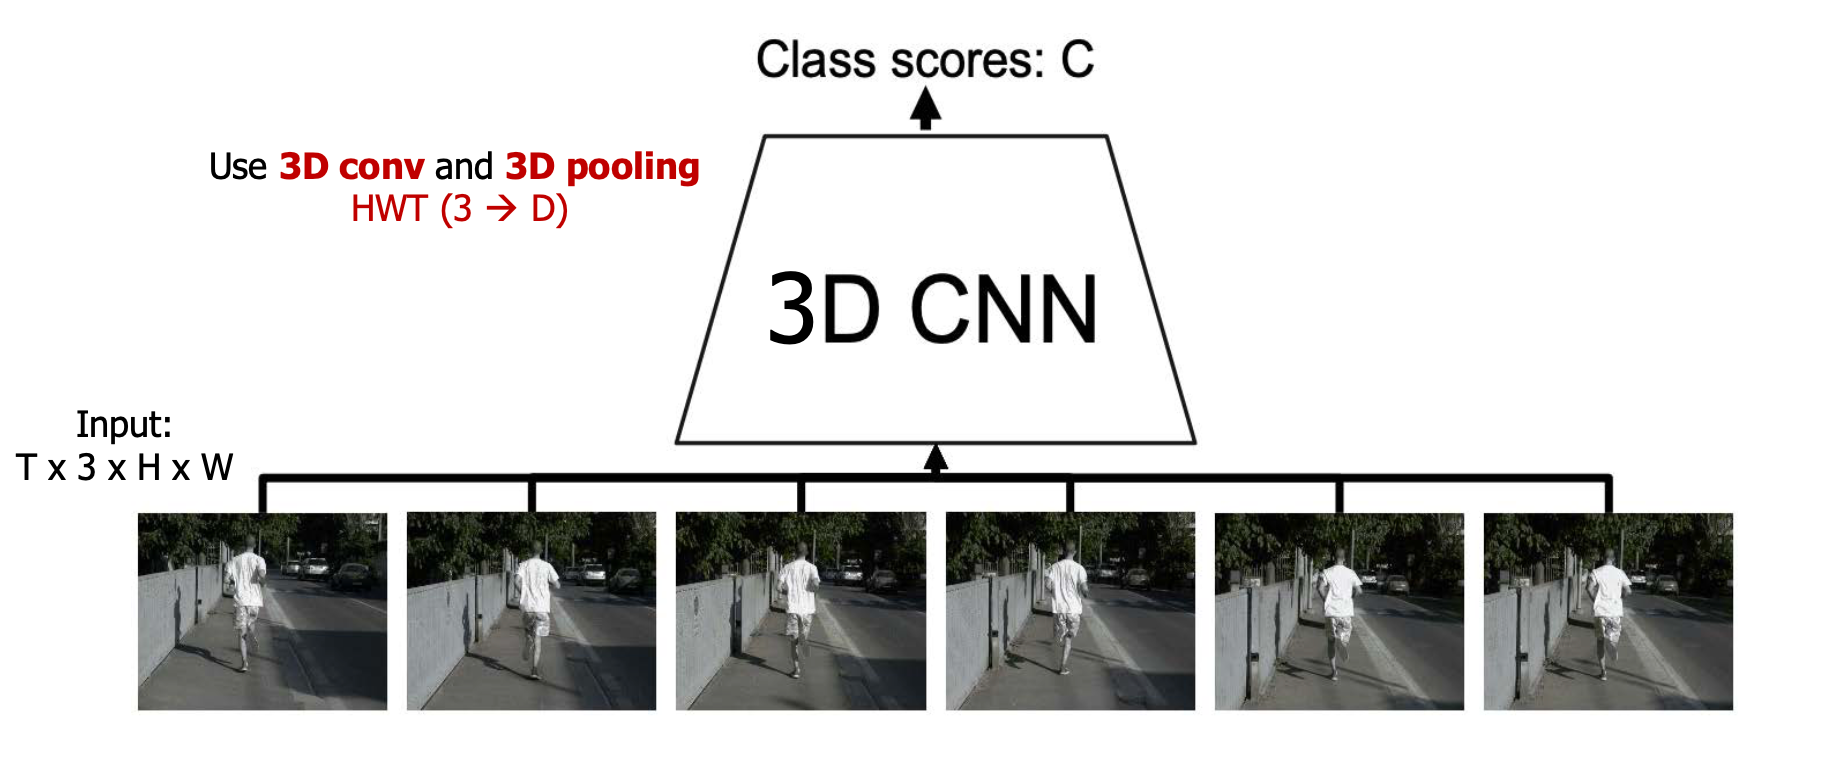 Class scores: C
Use 3D conv and 3D pooling
HWT (3 → D)
3D CNN
Input:
T x 3 x H x W